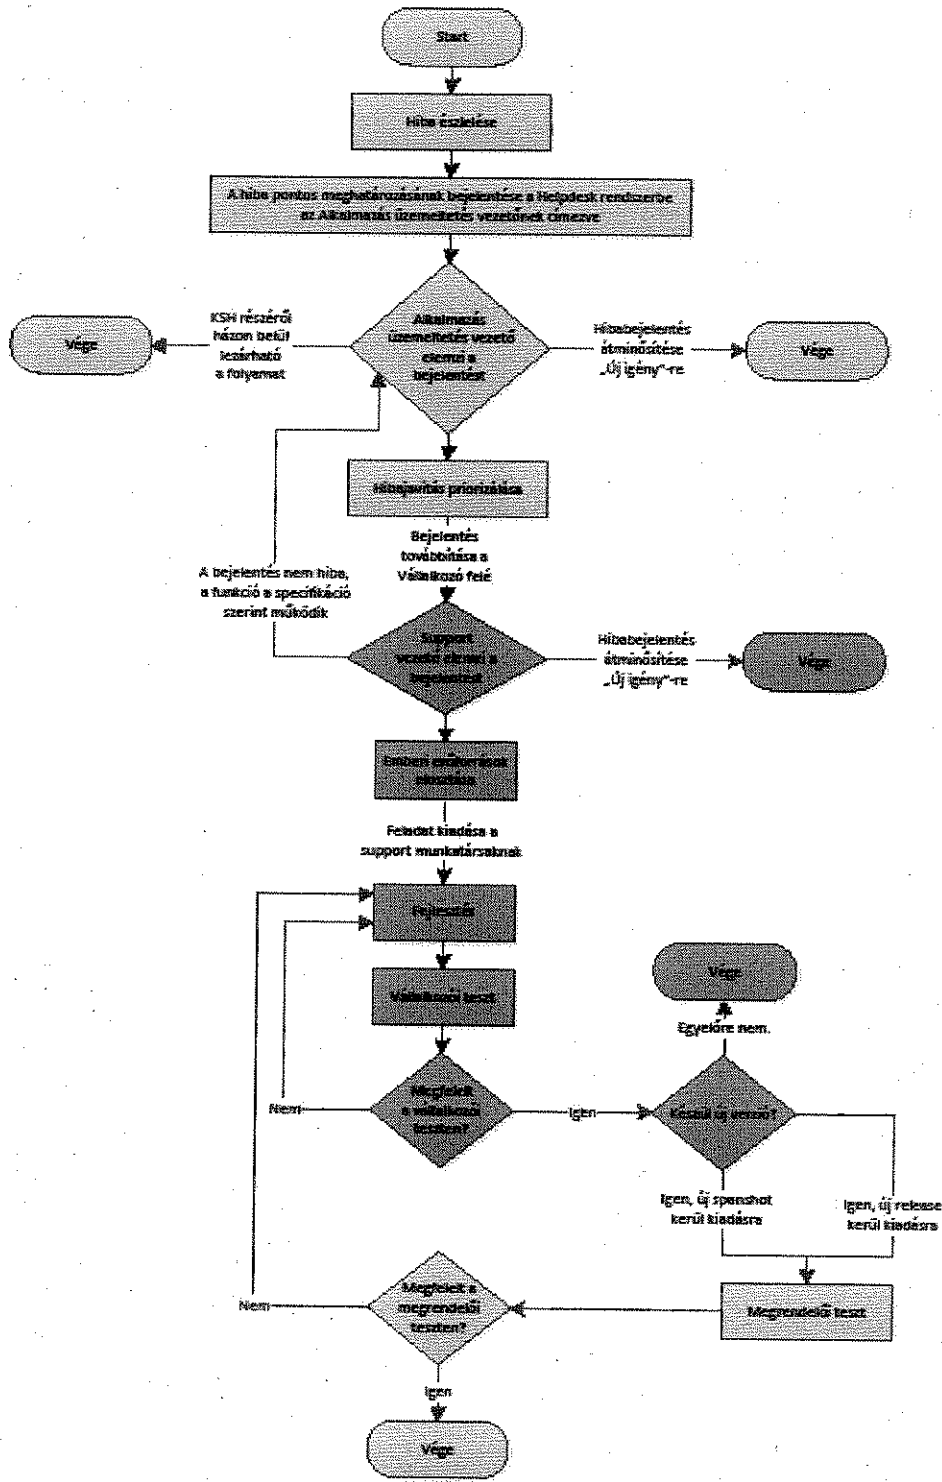 Start
Hiba észlelése
A hiba pontos meghatározásának bejelentése a Helpdesk rendszerbe
az Alkalmazás üzemeltetés vezetőnek címezve
KSH részéről
házon belül
lezárható
a folyamat
Vége
Alkalmazás
üzemeltetés vezető
elemzi a
bejelentést
Hibabejelentés
átminősítése
„Új igény”-re
Vége
Hibajavítás priorizálása
Bejelentés
továbbítása a
Vállalkozó felé
A bejelentés nem hiba,
a funkció a specifikáció
szerint működik
Support
vezető elemzi a
bejelentést
Hibabejelentés
átminősítése
„Új igény”-re
Vége
Emberi erőforrások
elosztása
Feladat kiadása a
support munkatársaknak
Fejlesztés
Vállalkozói teszt
Vége
Egyelőre nem.
Nem
Megfelelt
a vállalkozói
teszten?
Igen
Készül új verzió?
Igen, új spanshot
kerül kiadásra
Igen, új release
kerül kiadásra
Nem
Megfelelt a
megrendelői
teszten?
Megrendelői teszt
Igen
Vége